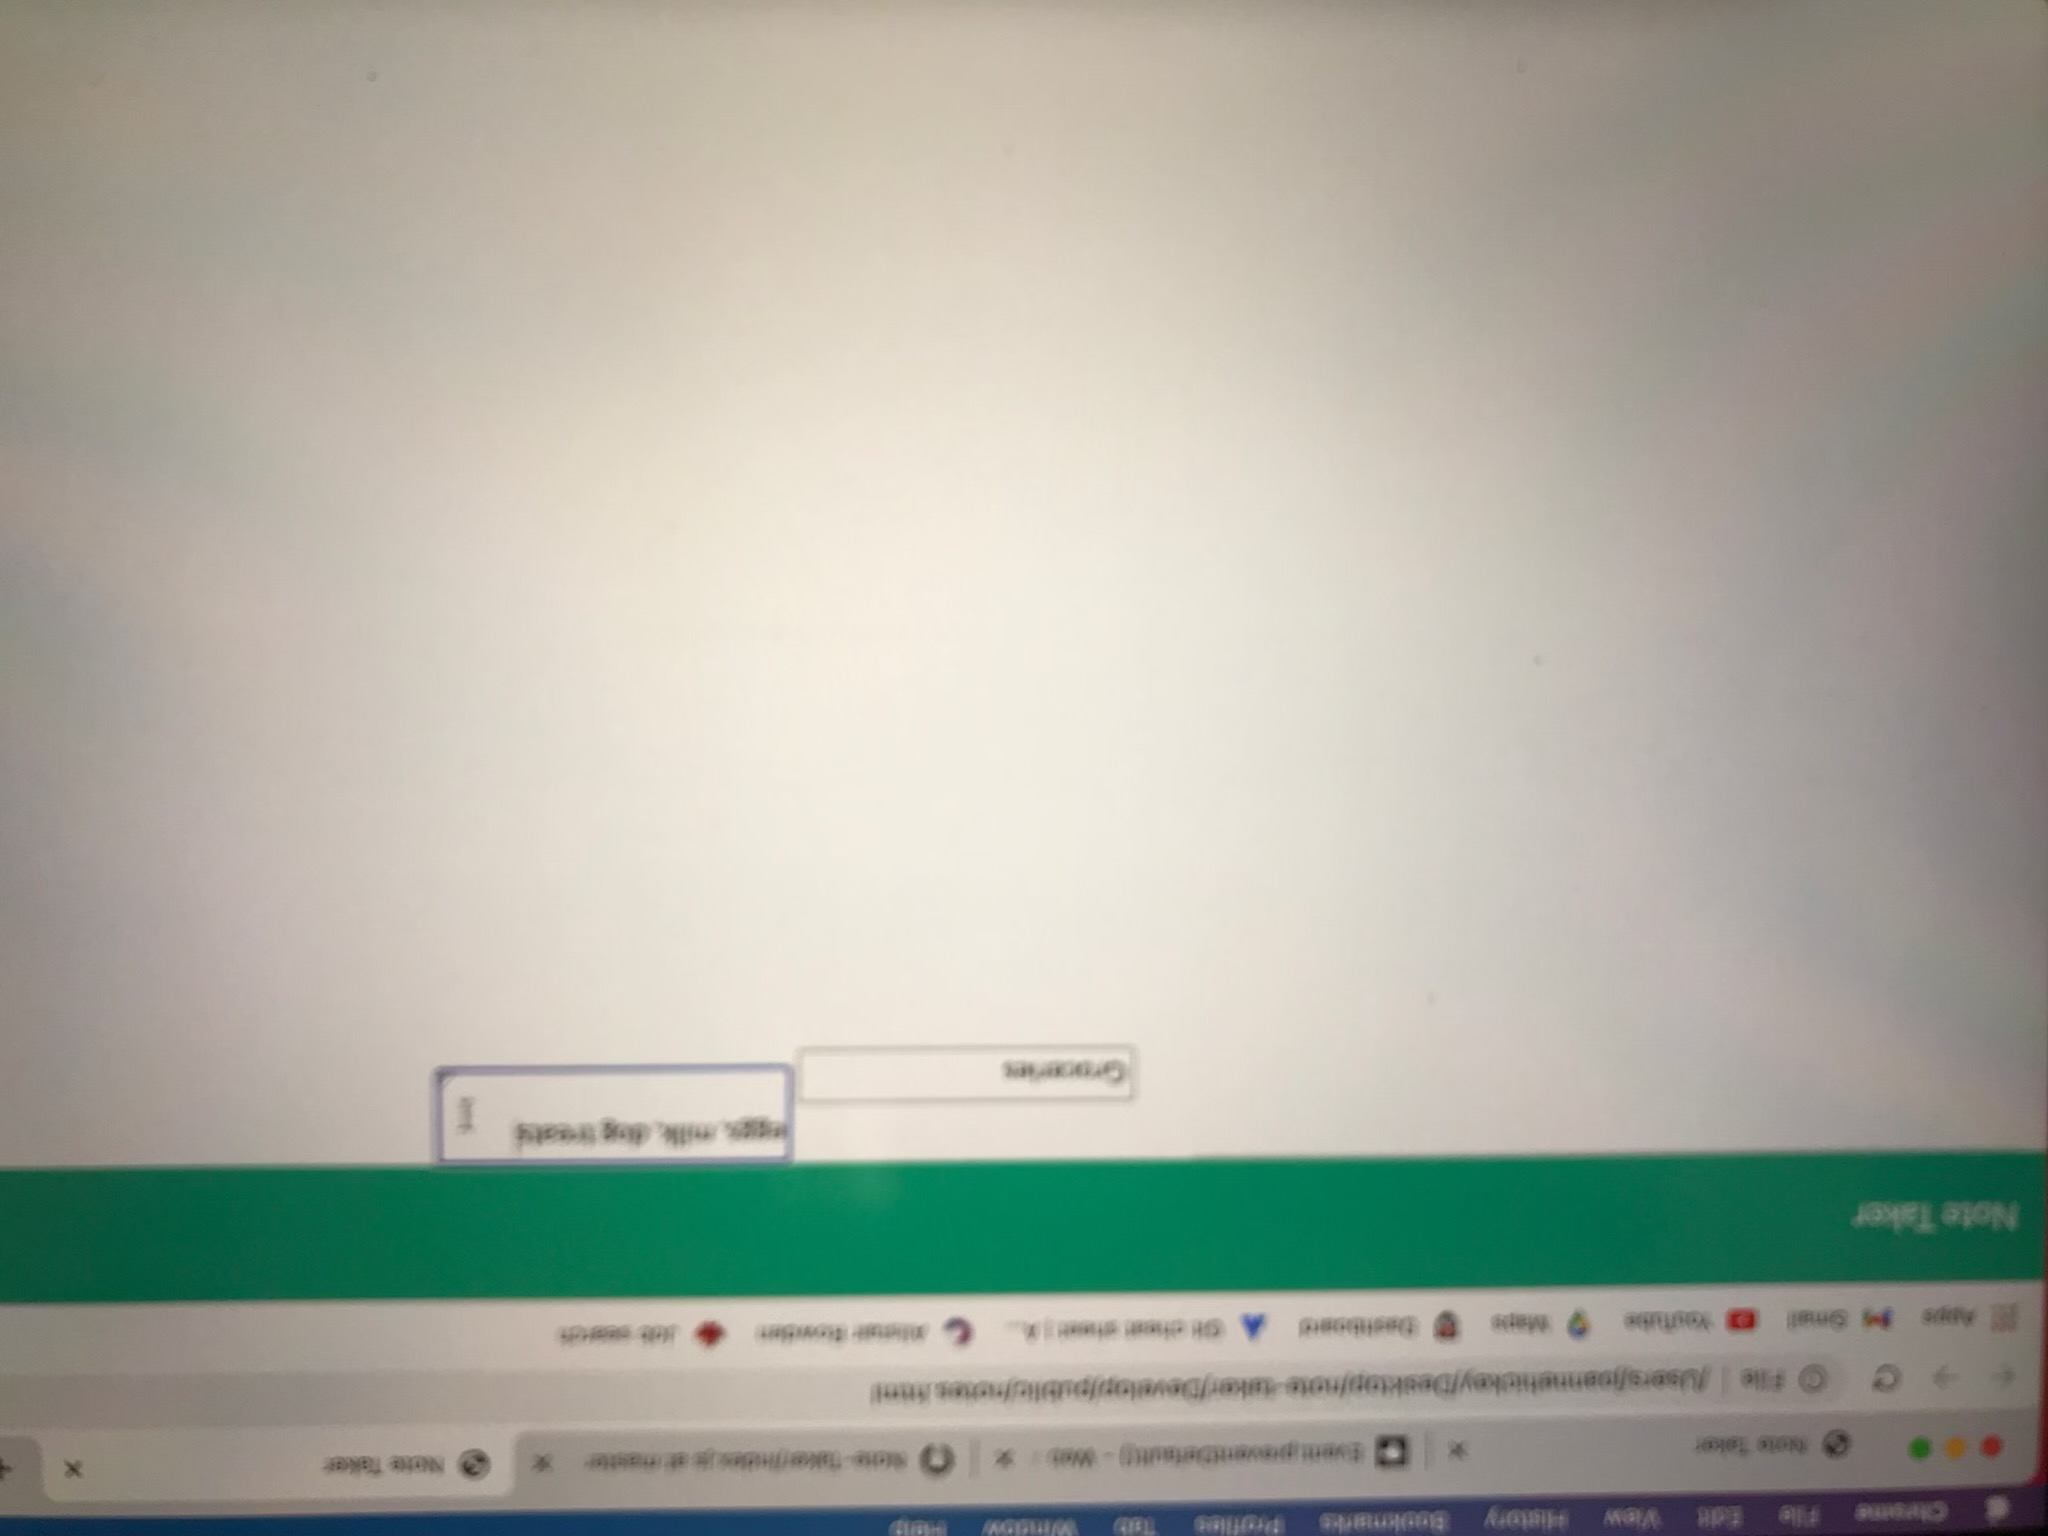 Chrome File Edit View History Bookmarks Profiles Tab Window Help
Note Taker Event.preventDefault() - Web Note-Taker/index.js at master Note Taker
File /Users/joannehickey/Desktop/note-taker/Develop/public/notes.html
Apps Gmail YouTube Maps Dashboard Git cheat sheet | A... Job search
Note Taker
eggs, milk, dog treats
Groceries